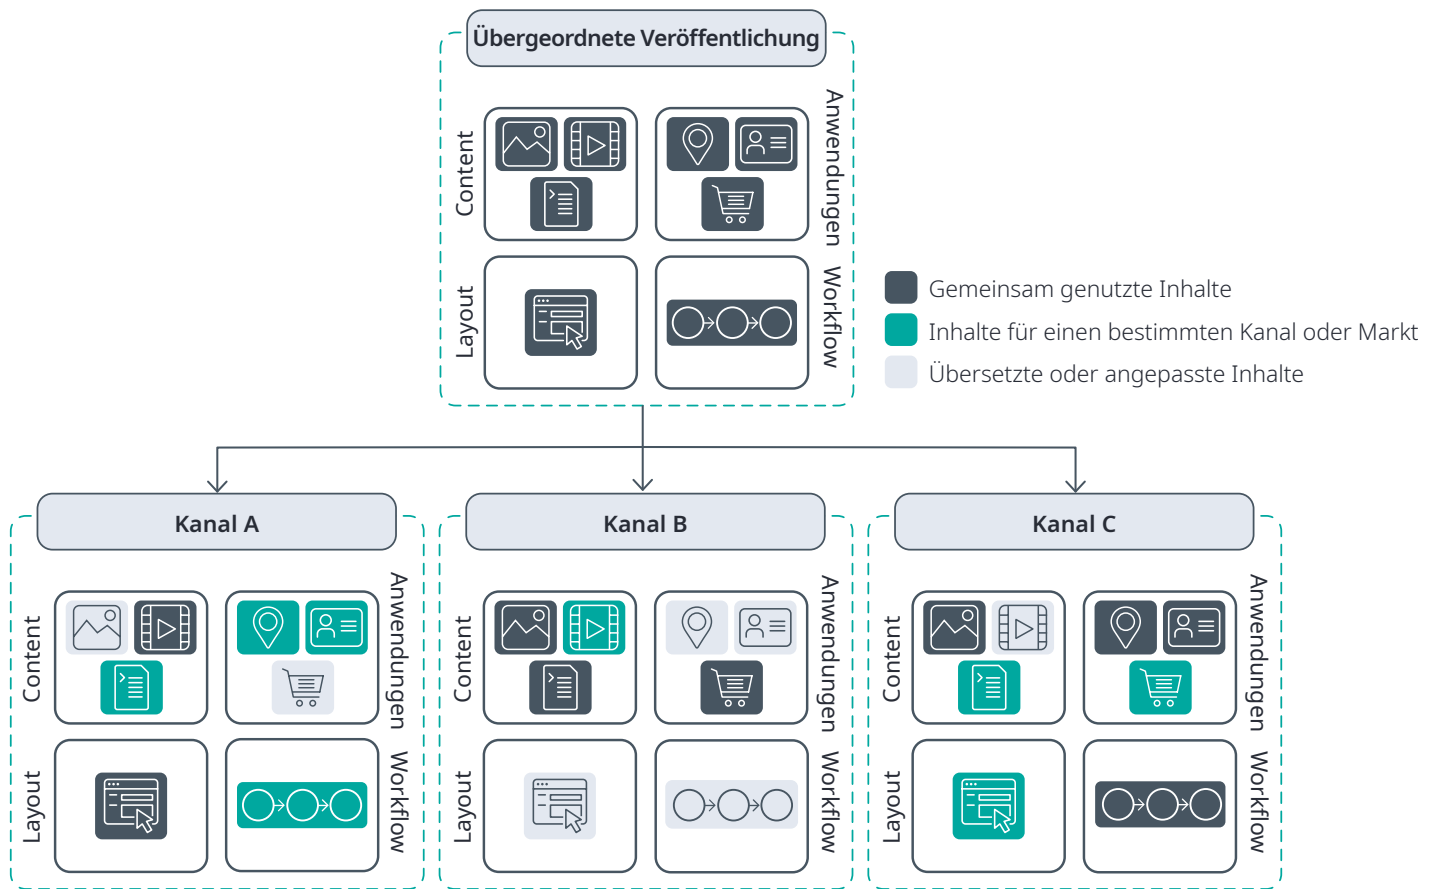 Übergeordnete Veröffentlichung
Content
Anwendungen
Layout
Workflow
Gemeinsam genutzte Inhalte
Inhalte für einen bestimmten Kanal oder Markt
Übersetzte oder angepasste Inhalte
Kanal A
Content
Anwendungen
Layout
Workflow
Kanal B
Content
Anwendungen
Layout
Workflow
Kanal C
Content
Anwendungen
Layout
Workflow